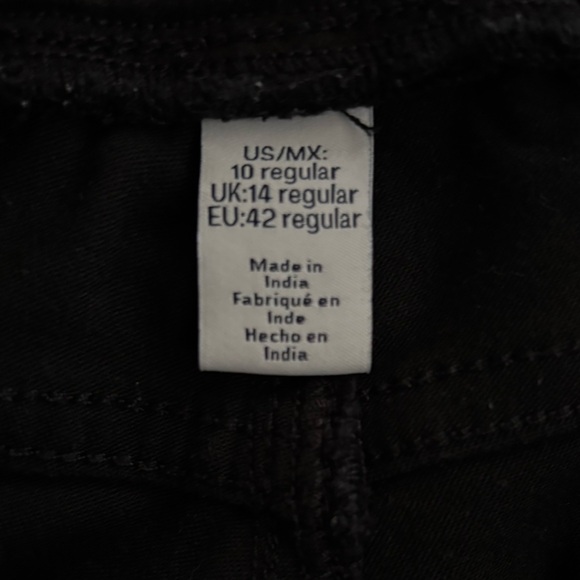 US/MX:
10 regular
UK:14 regular
EU:42 regular
Made in
India
Fabriqué en
Inde
Hecho en
India